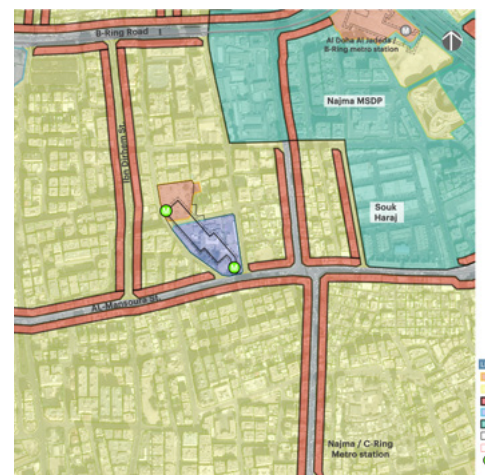 B-Ring Road
Al Doha Al Jadeda /
B-Ring metro station
Najma MSDP
Ibn Dirhem St.
Souk
Haraj
AL-Mansoura St.
Najma / C-Ring
Metro station